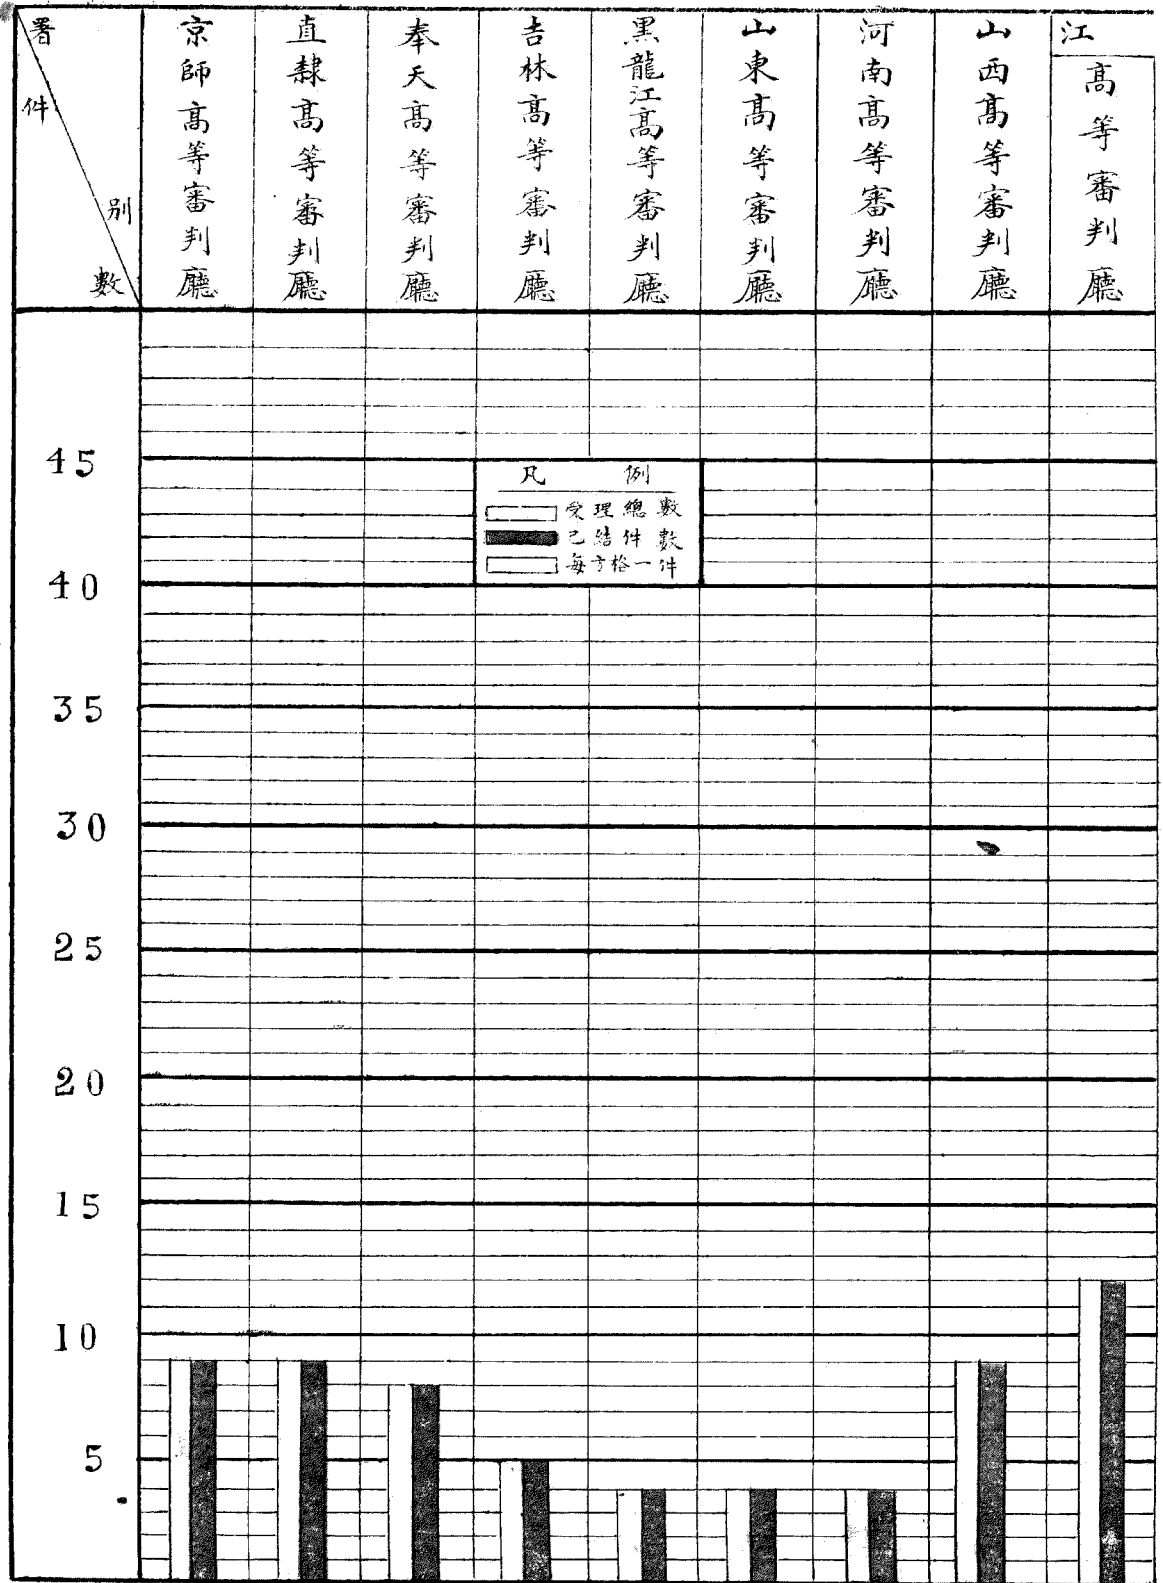 署別
件數
京師高等審判廳
直隸高等審判廳
奉天高等審判廳
吉林高等審判廳
黑龍江高等審判廳
山東高等審判廳
河南高等審判廳
山西高等審判廳
江
高等審判廳
45
凡例
受理總數
已結件數
每方格一件
40
35
30
25
20
15
10
5